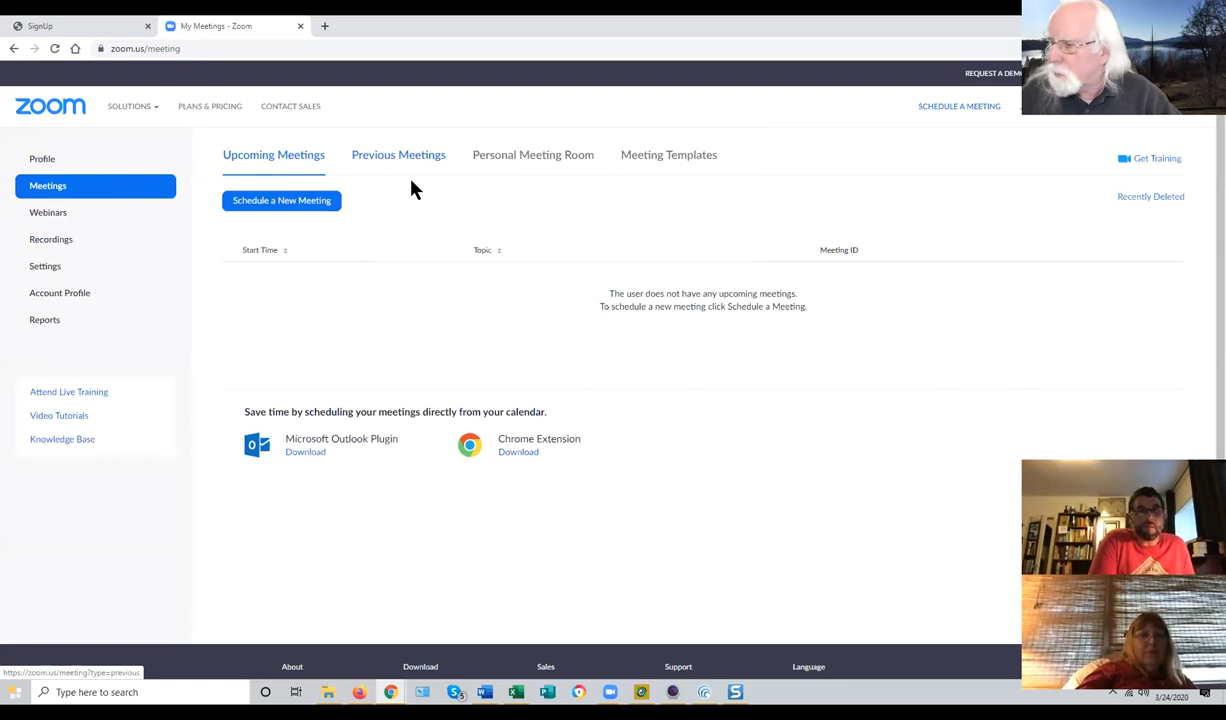 SignUp
My Meetings - Zoom
zoom.us/meeting
REQUEST A DEM
zoom
SOLUTIONS
PLANS & PRICING
CONTACT SALES
SCHEDULE A MEETING
Profile
Meetings
Webinars
Recordings
Settings
Account Profile
Reports
Attend Live Training
Video Tutorials
Knowledge Base
Upcoming Meetings
Previous Meetings
Personal Meeting Room
Meeting Templates
Get Training
Schedule a New Meeting
Recently Deleted
Start Time
Topic
Meeting ID
The user does not have any upcoming meetings.
To schedule a new meeting click Schedule a Meeting.
Save time by scheduling your meetings directly from your calendar.
Microsoft Outlook Plugin
Download
Chrome Extension
Download
About
Download
Sales
Support
Language
https://zoom.us/meeting?type=previous
Type here to search
3/24/2020